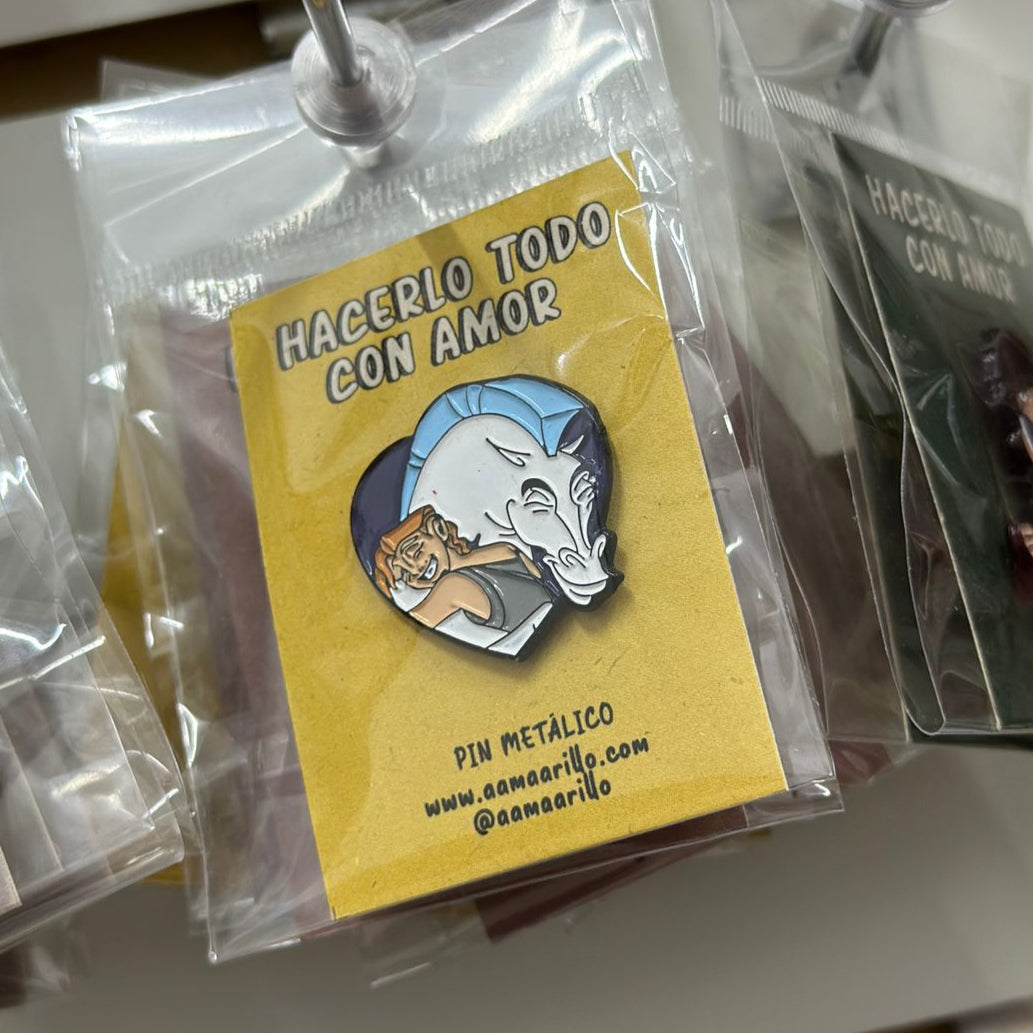 HACERLO TODO
CON AMOR
PIN METÁLICO
www.aamaarillo.com
@aamaarillo
HACERLO TODO
CON AMOR